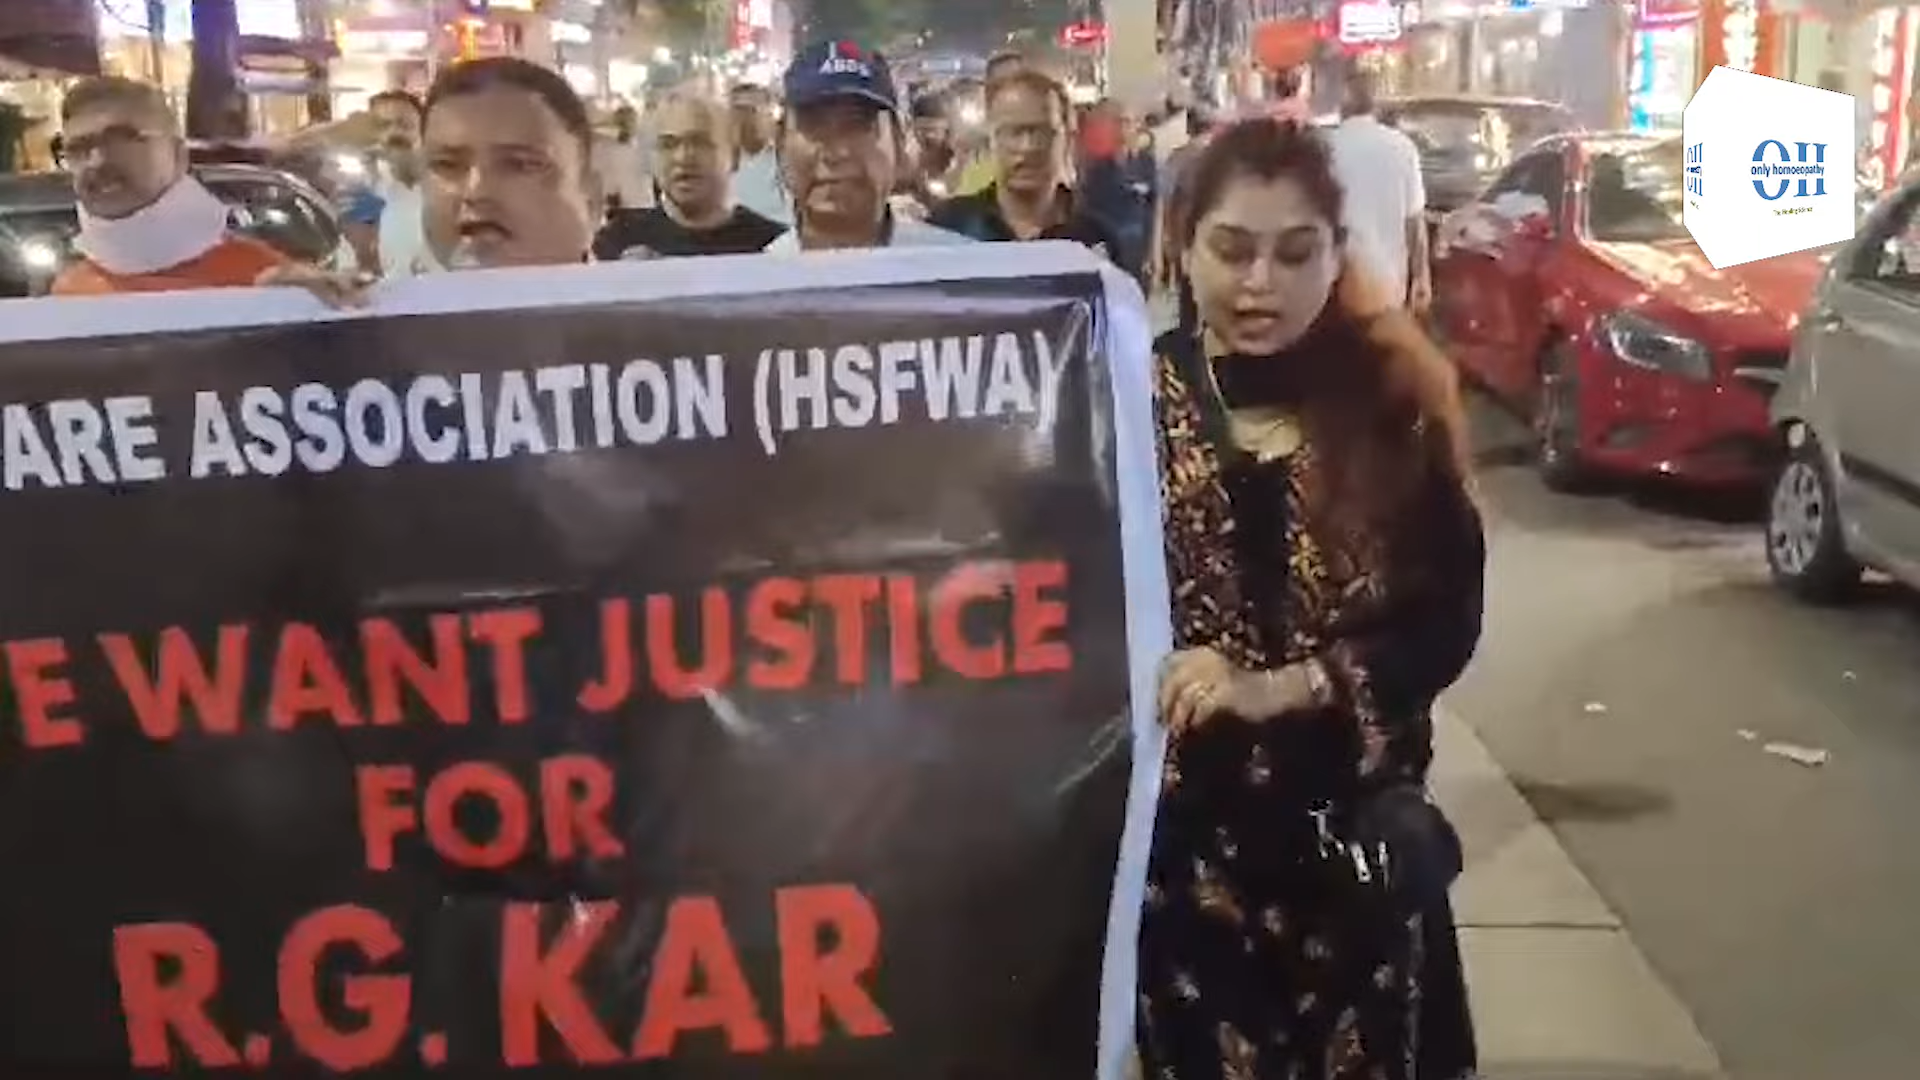 ARE ASSOCIATION (HSFWA)
E WANT JUSTICE
FOR
R.G. KAR
OH
only homoeopathy